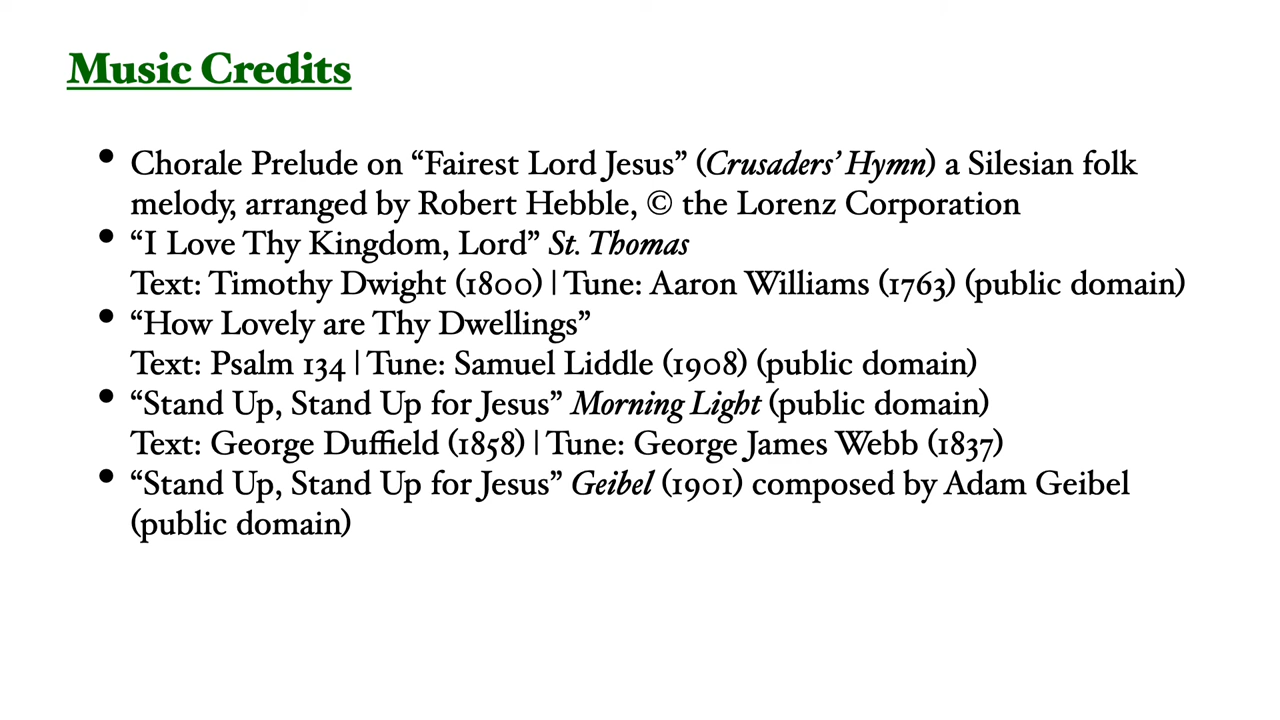 Music Credits
• Chorale Prelude on “Fairest Lord Jesus” (Crusaders’ Hymn) a Silesian folk
melody, arranged by Robert Hebble, © the Lorenz Corporation
• “I Love Thy Kingdom, Lord” St. Thomas
Text: Timothy Dwight (1800) | Tune: Aaron Williams (1763) (public domain)
• “How Lovely are Thy Dwellings”
Text: Psalm 134 | Tune: Samuel Liddle (1908) (public domain)
• “Stand Up, Stand Up for Jesus” Morning Light (public domain)
Text: George Duffield (1858) | Tune: George James Webb (1837)
• “Stand Up, Stand Up for Jesus” Geibel (1901) composed by Adam Geibel
(public domain)